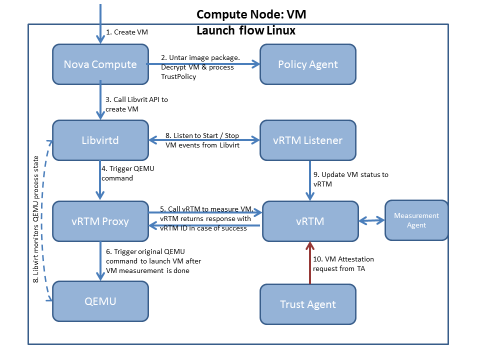 Compute Node: VM
Launch flow Linux
1. Create VM
Nova Compute
2. Untar image package.
Decrypt VM & process
TrustPolicy
Policy Agent
3. Call Libvrit API to
create VM
Libvirtd
8. Listen to Start / Stop
VM events from Libvirt
vRTM Listener
4. Trigger QEMU
command
9. Update VM status to
vRTM
8. Libvirt monitors QEMU process state
vRTM Proxy
5. Call vRTM to measure VM,
vRTM returns response with
vRTM ID in case of success
vRTM
Measurement
Agent
6. Trigger original QEMU
command to launch VM after
VM measurement is done
10. VM Attestation
request from TA
QEMU
Trust Agent